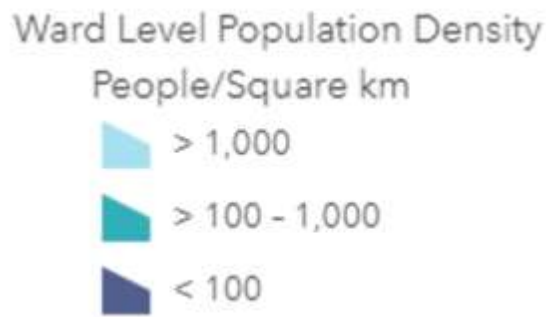 Ward Level Population Density
People/Square km
> 1,000
> 100 - 1,000
< 100